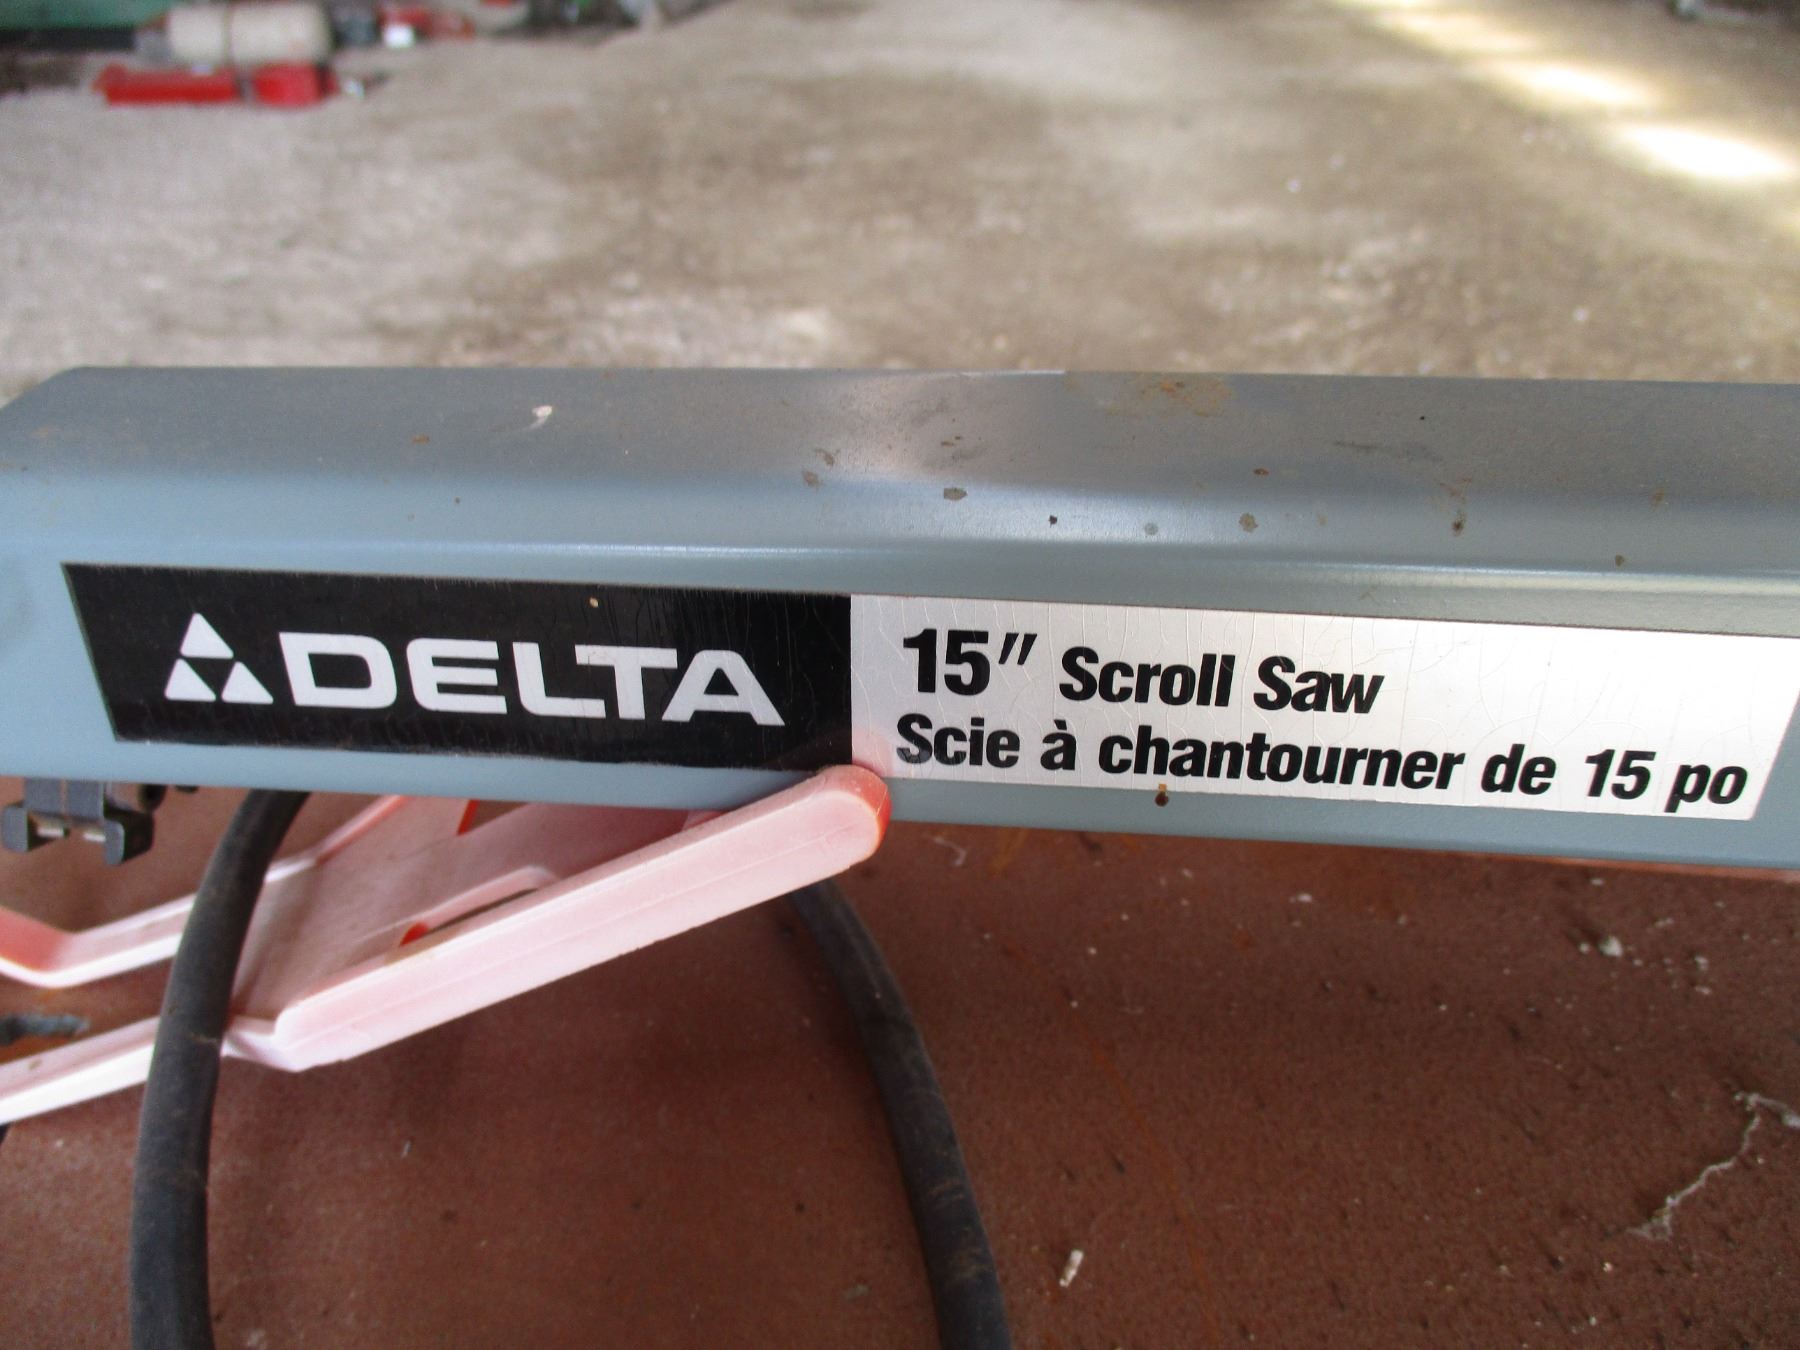 DELTA
15" Scroll Saw
Scie à chantourner de 15 po